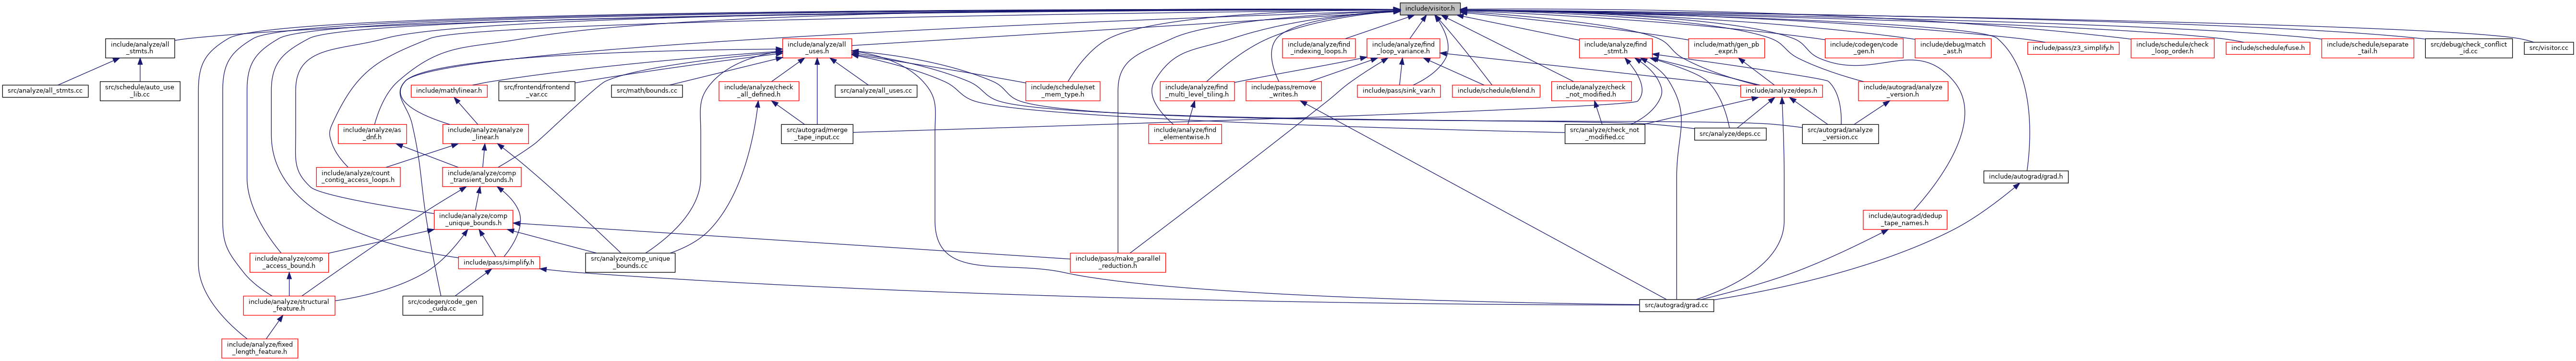 include/visitor.h
include/analyze/all
_stmts.h
include/analyze/all
_uses.h
include/analyze/find
_indexing_loops.h
include/analyze/find
_loop_variance.h
include/analyze/find
_stmt.h
include/math/gen_pb
_expr.h
include/codegen/code
_gen.h
include/debug/match
_ast.h
include/pass/z3_simplify.h
include/schedule/check
_loop_order.h
include/schedule/fuse.h
include/schedule/separate
_tail.h
src/debug/check_conflict
_id.cc
src/visitor.cc
src/analyze/all_stmts.cc
src/schedule/auto_use
_lib.cc
include/math/linear.h
src/frontend/frontend
_var.cc
src/math/bounds.cc
include/analyze/check
_all_defined.h
src/analyze/all_uses.cc
include/schedule/set
_mem_type.h
include/analyze/find
_multi_level_tiling.h
include/pass/remove
_writes.h
include/pass/sink_var.h
include/schedule/blend.h
include/analyze/check
_not_modified.h
include/analyze/deps.h
include/autograd/analyze
_version.h
include/analyze/as
_dnf.h
include/analyze/analyze
_linear.h
src/autograd/merge
_tape_input.cc
include/analyze/find
_elementwise.h
src/analyze/check_not
_modified.cc
src/analyze/deps.cc
src/autograd/analyze
_version.cc
include/analyze/count
_contig_access_loops.h
include/analyze/comp
_transient_bounds.h
include/autograd/grad.h
include/analyze/comp
_unique_bounds.h
include/autograd/dedup
_tape_names.h
include/analyze/comp
_access_bound.h
include/pass/simplify.h
src/analyze/comp_unique
_bounds.cc
include/pass/make_parallel
_reduction.h
include/analyze/structural
_feature.h
src/codegen/code_gen
_cuda.cc
src/autograd/grad.cc
include/analyze/fixed
_length_feature.h